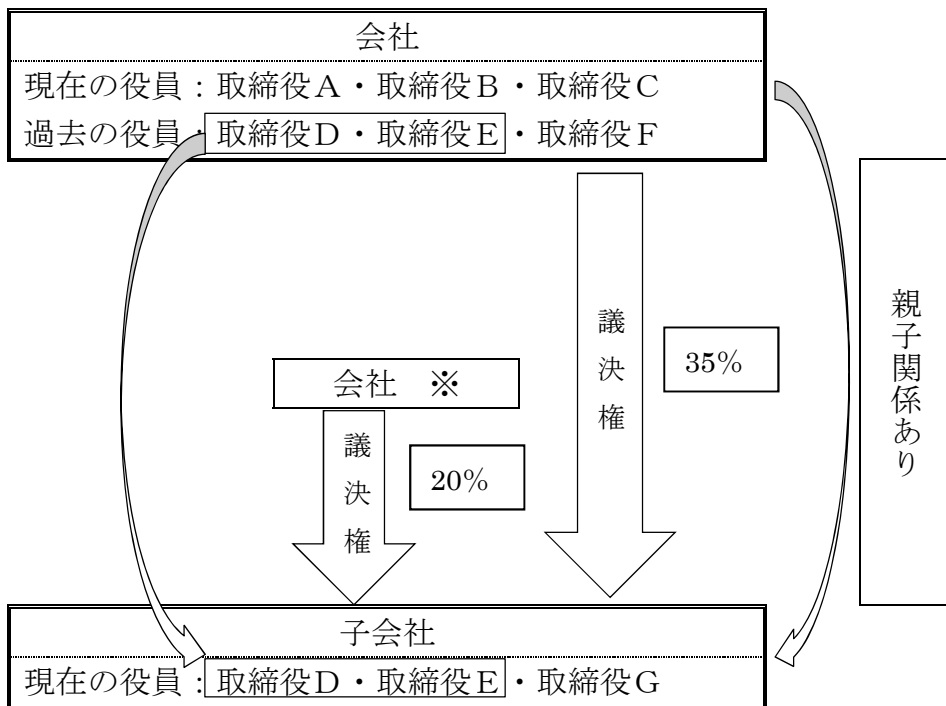 会社
現在の役員：取締役Ａ・取締役Ｂ・取締役Ｃ
過去の役員：取締役Ｄ・取締役Ｅ・取締役Ｆ
親子関係あり
議決権
35%
会社　※
議決権
20%
子会社
現在の役員：取締役Ｄ・取締役Ｅ・取締役Ｇ